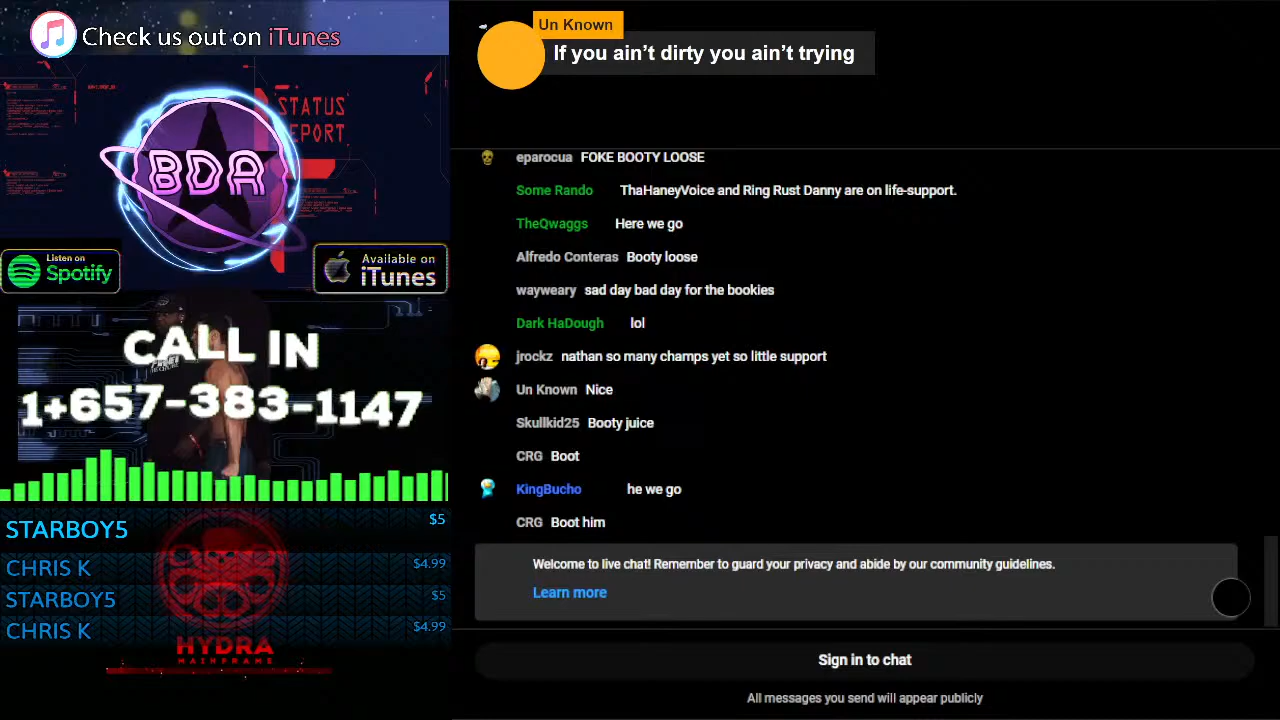 Check us out on iTunes
STATUS
REPORT
BDA
Listen on
Spotify
Available on
iTunes
CALL IN
1+657-383-1147
STARBOY5 $5
CHRIS K $4.99
STARBOY5 $5
CHRIS K $4.99
HYDRA
MAINFRAME
Un Known
If you ain’t dirty you ain’t trying
eparocua FOKE BOOTY LOOSE
Some Rando ThaHaneyVoice and Ring Rust Danny are on life-support.
TheQwaggs Here we go
Alfredo Conteras Booty loose
wayweary sad day bad day for the bookies
Dark HaDough lol
jrockz nathan so many champs yet so little support
Un Known Nice
Skullkid25 Booty juice
CRG Boot
KingBucho he we go
CRG Boot him
Welcome to live chat! Remember to guard your privacy and abide by our community guidelines.
Learn more
Sign in to chat
All messages you send will appear publicly